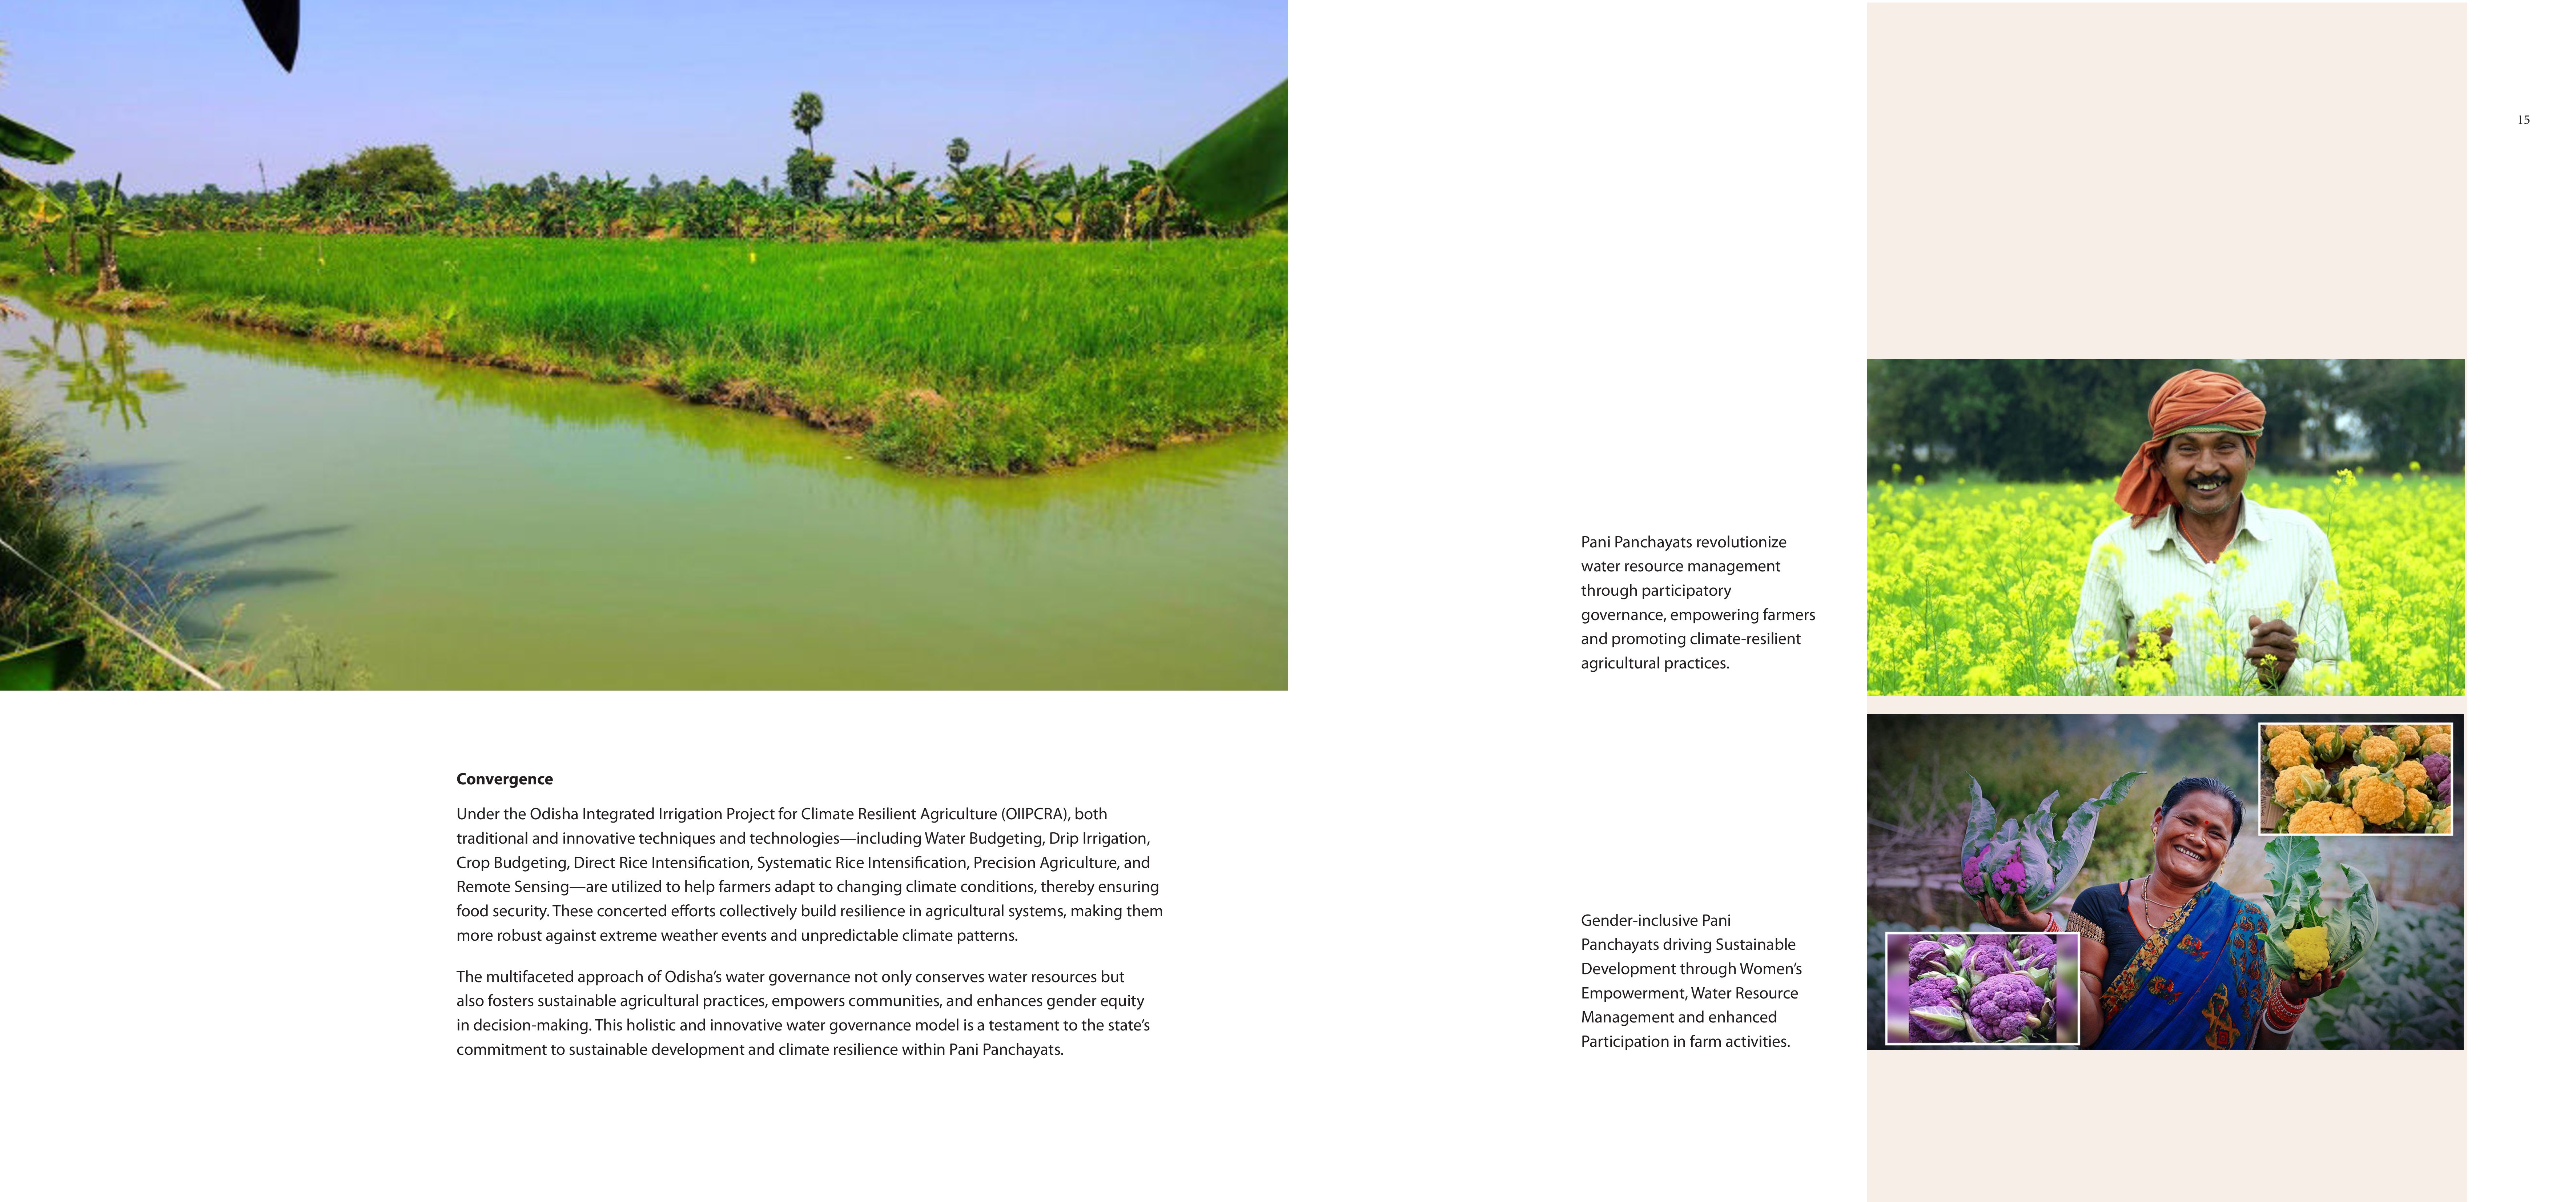 15
Convergence
Under the Odisha Integrated Irrigation Project for Climate Resilient Agriculture (OIIPCRA), both
traditional and innovative techniques and technologies—including Water Budgeting, Drip Irrigation,
Crop Budgeting, Direct Rice Intensification, Systematic Rice Intensification, Precision Agriculture, and
Remote Sensing—are utilized to help farmers adapt to changing climate conditions, thereby ensuring
food security. These concerted efforts collectively build resilience in agricultural systems, making them
more robust against extreme weather events and unpredictable climate patterns.
The multifaceted approach of Odisha’s water governance not only conserves water resources but
also fosters sustainable agricultural practices, empowers communities, and enhances gender equity
in decision-making. This holistic and innovative water governance model is a testament to the state’s
commitment to sustainable development and climate resilience within Pani Panchayats.
Pani Panchayats revolutionize
water resource management
through participatory
governance, empowering farmers
and promoting climate-resilient
agricultural practices.
Gender-inclusive Pani
Panchayats driving Sustainable
Development through Women’s
Empowerment, Water Resource
Management and enhanced
Participation in farm activities.